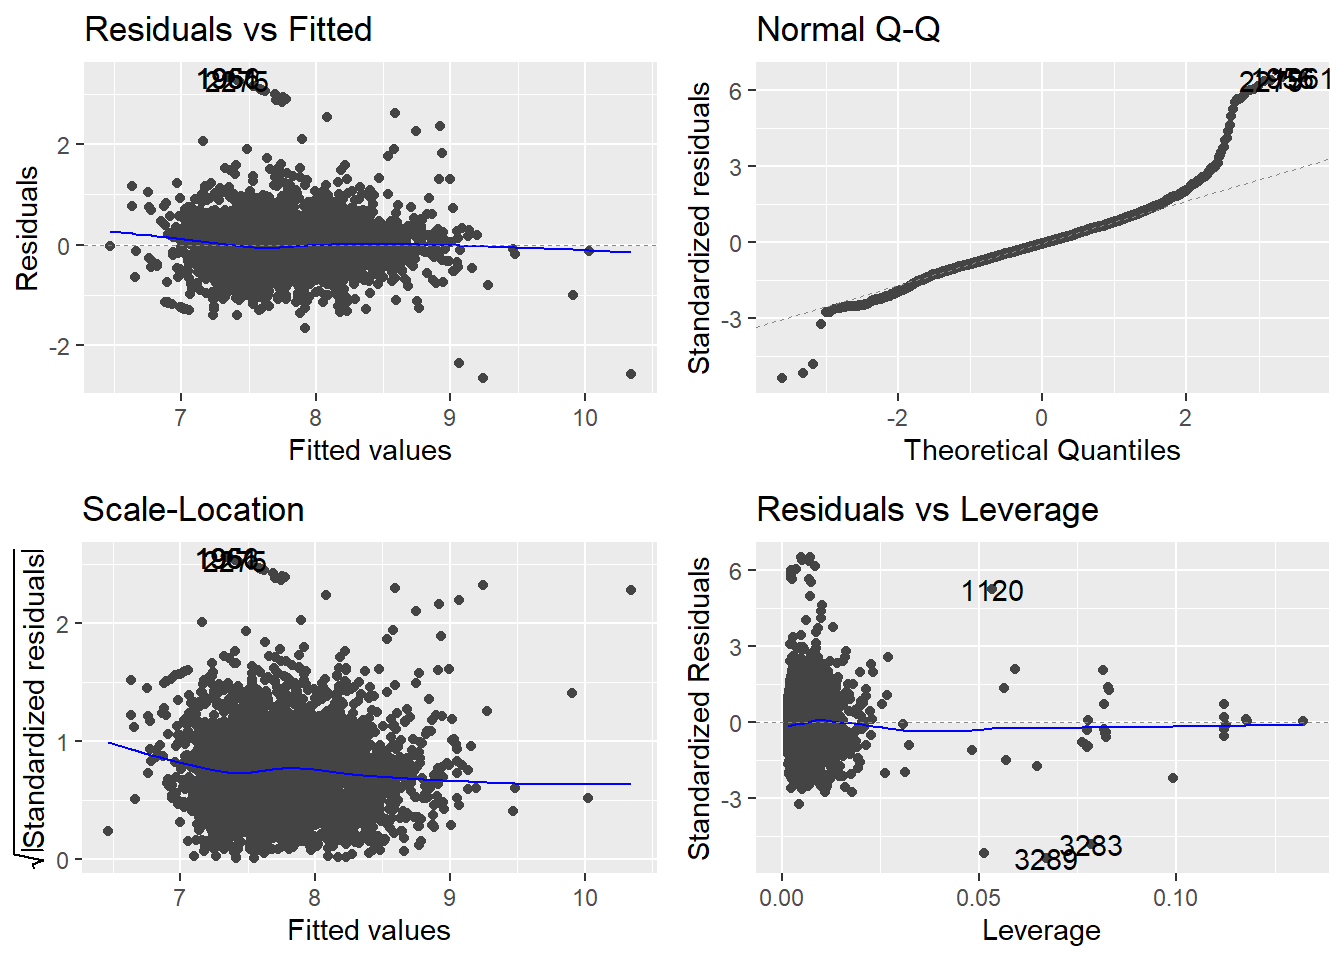 Residuals vs Fitted
Residuals
2
0
-2
7
8
9
10
Fitted values
2275
Normal Q-Q
Standardized residuals
6
3
0
-3
-2
0
2
Theoretical Quantiles
Scale-Location
√|Standardized residuals|
2
1
0
7
8
9
10
Fitted values
2275
Residuals vs Leverage
Standardized Residuals
6
3
0
-3
0.00
0.05
0.10
Leverage
1120
3283
3289